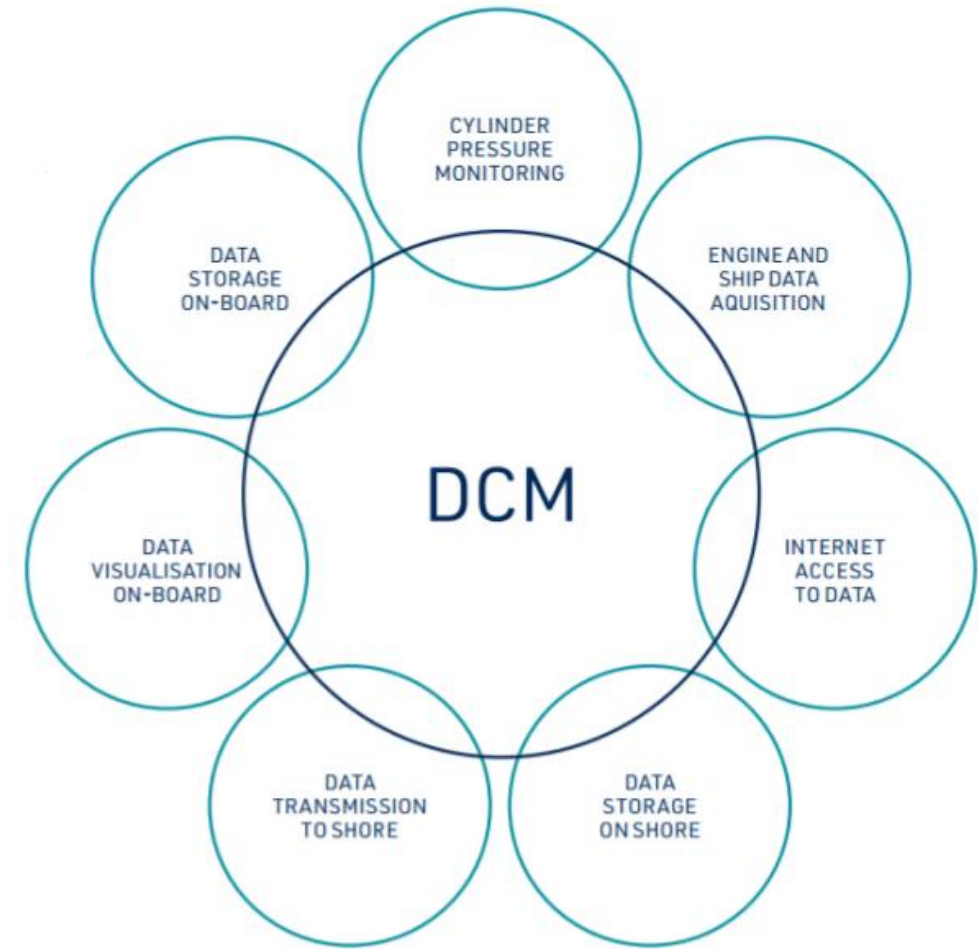 CYLINDER
PRESSURE
MONITORING
DATA
STORAGE
ON-BOARD
ENGINE AND
SHIP DATA
AQUISITION
DCM
DATA
VISUALISATION
ON-BOARD
INTERNET
ACCESS
TO DATA
DATA
TRANSMISSION
TO SHORE
DATA
STORAGE
ON SHORE